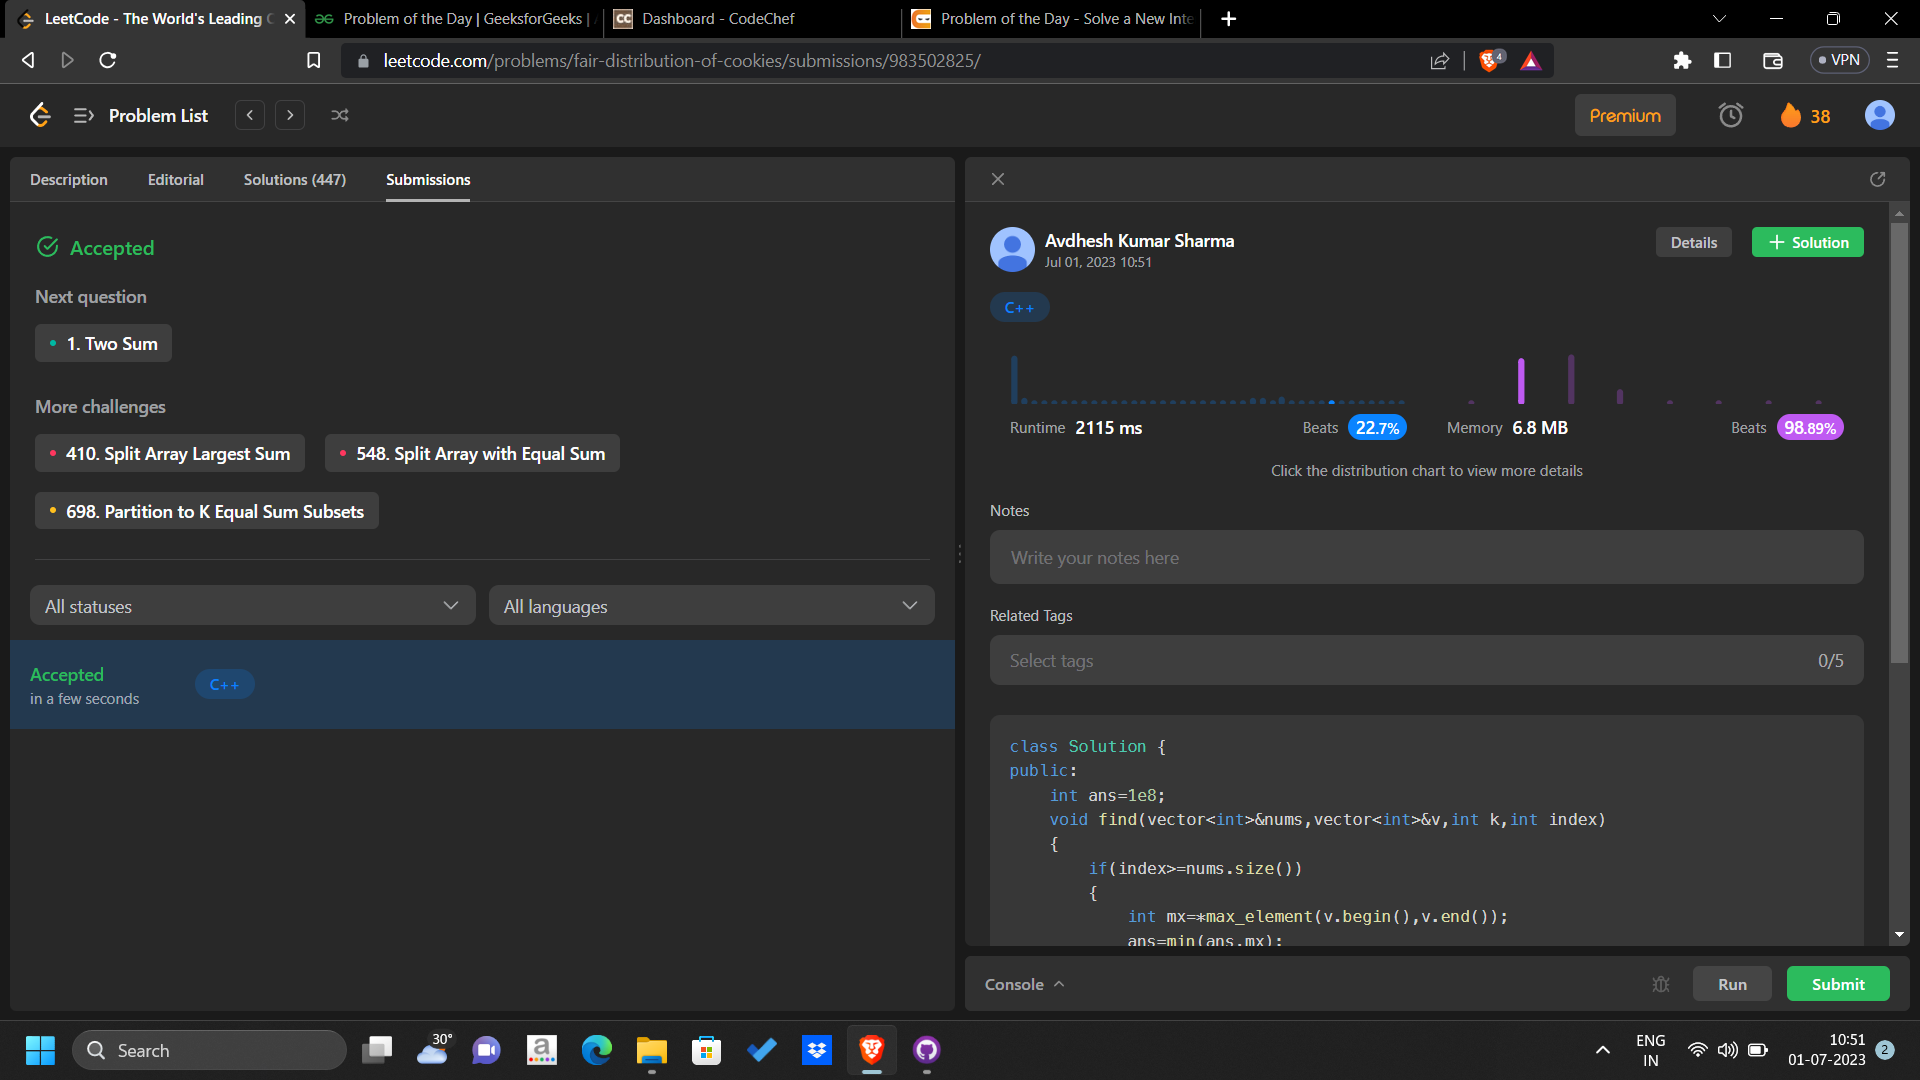 LeetCode - The World's Leading C
Problem of the Day | GeeksforGeeks |
CC Dashboard - CodeChef
Problem of the Day - Solve a New Inte
leetcode.com/problems/fair-distribution-of-cookies/submissions/983502825/
4
VPN
Problem List
Premium
38
Description
Editorial
Solutions (447)
Submissions
Accepted
Next question
1. Two Sum
More challenges
410. Split Array Largest Sum
548. Split Array with Equal Sum
698. Partition to K Equal Sum Subsets
All statuses
All languages
Accepted
in a few seconds
C++
Avdhesh Kumar Sharma
Jul 01, 2023 10:51
Details
+ Solution
C++
Runtime 2115 ms
Beats 22.7%
Memory 6.8 MB
Beats 98.89%
Click the distribution chart to view more details
Notes
Write your notes here
Related Tags
Select tags
0/5
class Solution {
public:
int ans=1e8;
void find(vector<int>&nums,vector<int>&v,int k,int index)
{
if(index>=nums.size())
{
int mx=*max_element(v.begin(),v.end());
ans=min(ans,mx);
Console
Run
Submit
Search
30°
a
ENG
IN
10:51
01-07-2023
2